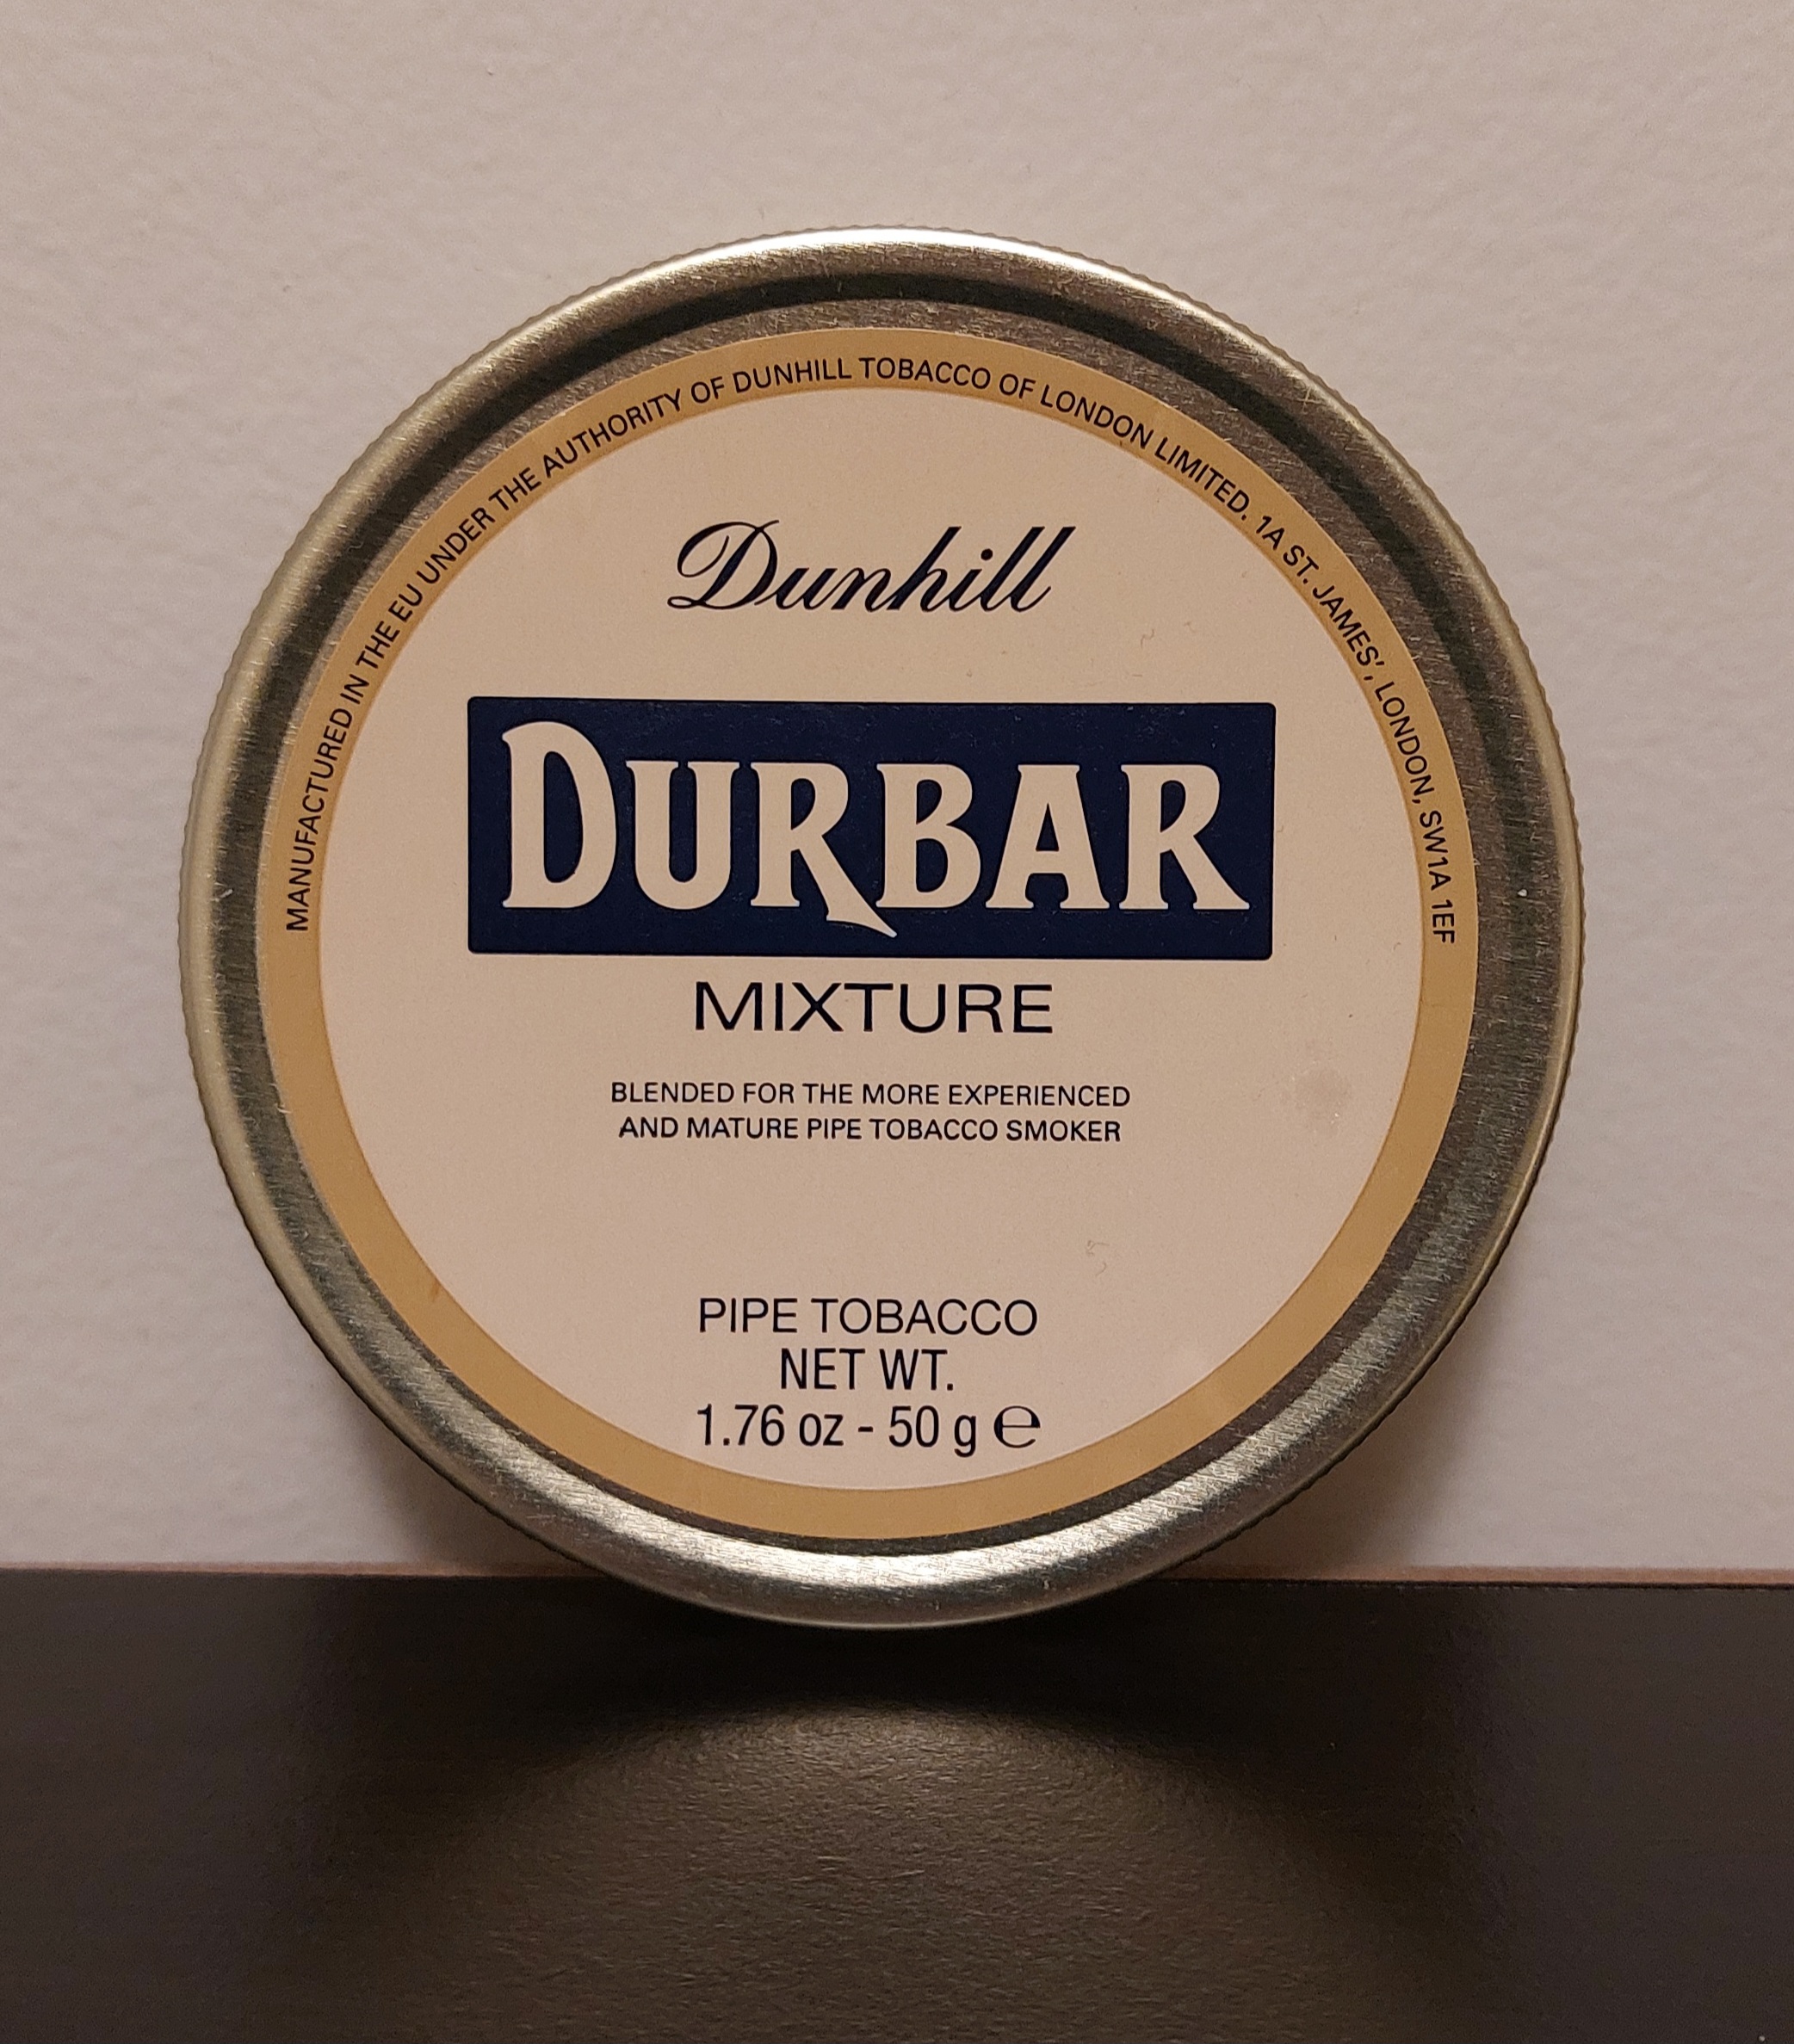 MANUFACTURED IN THE EU UNDER THE AUTHORITY OF DUNHILL TOBACCO OF LONDON LIMITED. 1A ST. JAMES', LONDON, SW1A 1EF
Dunhill
DURBAR
MIXTURE
BLENDED FOR THE MORE EXPERIENCED
AND MATURE PIPE TOBACCO SMOKER
PIPE TOBACCO
NET WT.
1.76 oz - 50 g ℮